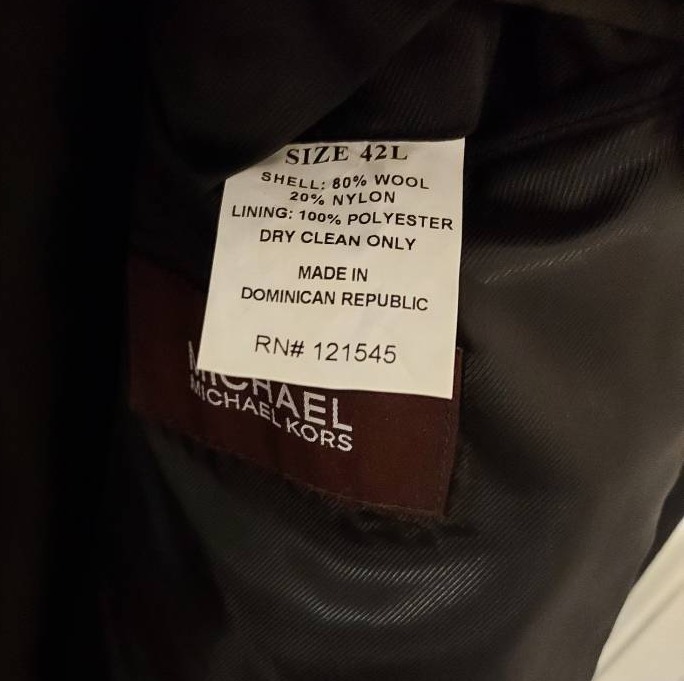 SIZE 42L
SHELL: 80% WOOL
20% NYLON
LINING: 100% POLYESTER
DRY CLEAN ONLY
MADE IN
DOMINICAN REPUBLIC
RN# 121545
MICHAEL
MICHAEL KORS